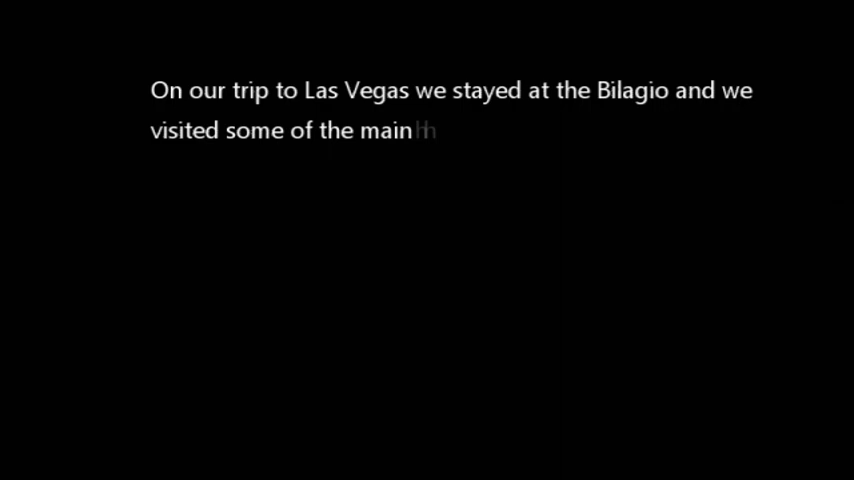 On our trip to Las Vegas we stayed at the Bilagio and we
visited some of the main